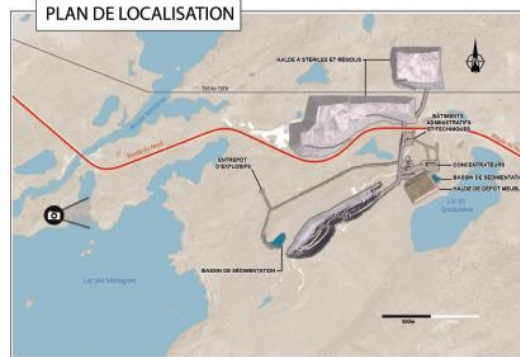 PLAN DE LOCALISATION
HALDE À STÉRILES ET RÉSIDUS
BÂTIMENTS
ADMINISTRATIFS
ET TECHNIQUES
Route du Nord
ENTREPÔT
D'EXPLOSIFS
CONCENTRATEURS
BASSIN DE SÉDIMENTATION
HALDE DE DÉPÔT MEUBLE
Lac des Montagnes
BASSIN DE SÉDIMENTATION